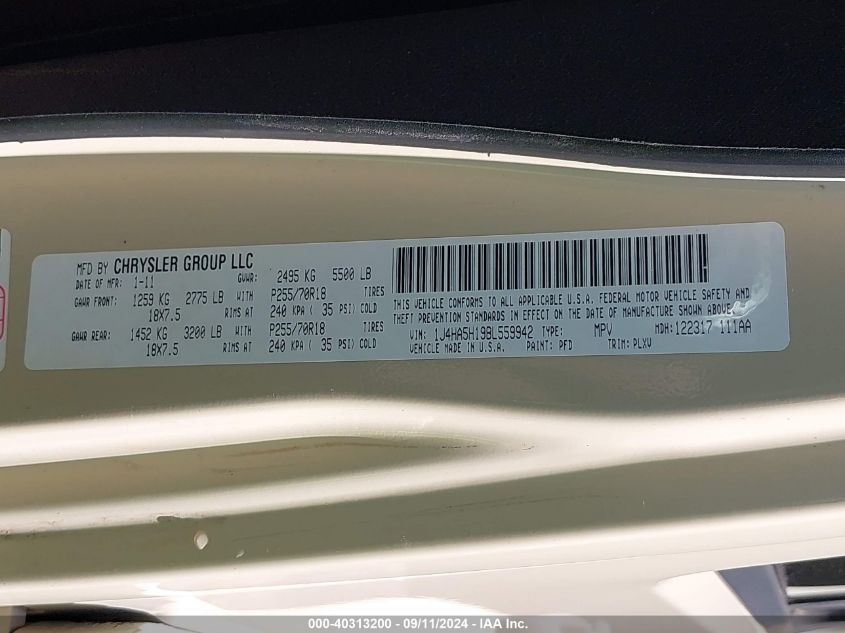 MFD BY CHRYSLER GROUP LLC
DATE OF MFR: 1-11 GVWR: 2495 KG 5500 LB
GAWR FRONT: 1259 KG 2775 LB WITH P255/70R18 TIRES
18X7.5 RIMS AT 240 KPA ( 35 PSI) COLD
GAWR REAR: 1452 KG 3200 LB WITH P255/70R18 TIRES
18X7.5 RIMS AT 240 KPA ( 35 PSI) COLD
THIS VEHICLE CONFORMS TO ALL APPLICABLE U.S.A. FEDERAL MOTOR VEHICLE SAFETY AND
THEFT PREVENTION STANDARDS IN EFFECT ON THE DATE OF MANUFACTURE SHOWN ABOVE.
VIN: 1J4HA5H19BL559942 TYPE: MPV MDH: 122317 111AA
VEHICLE MADE IN U.S.A. PAINT: PFD TRIM: PLXV
000-40313200 - 09/11/2024 - IAA Inc.